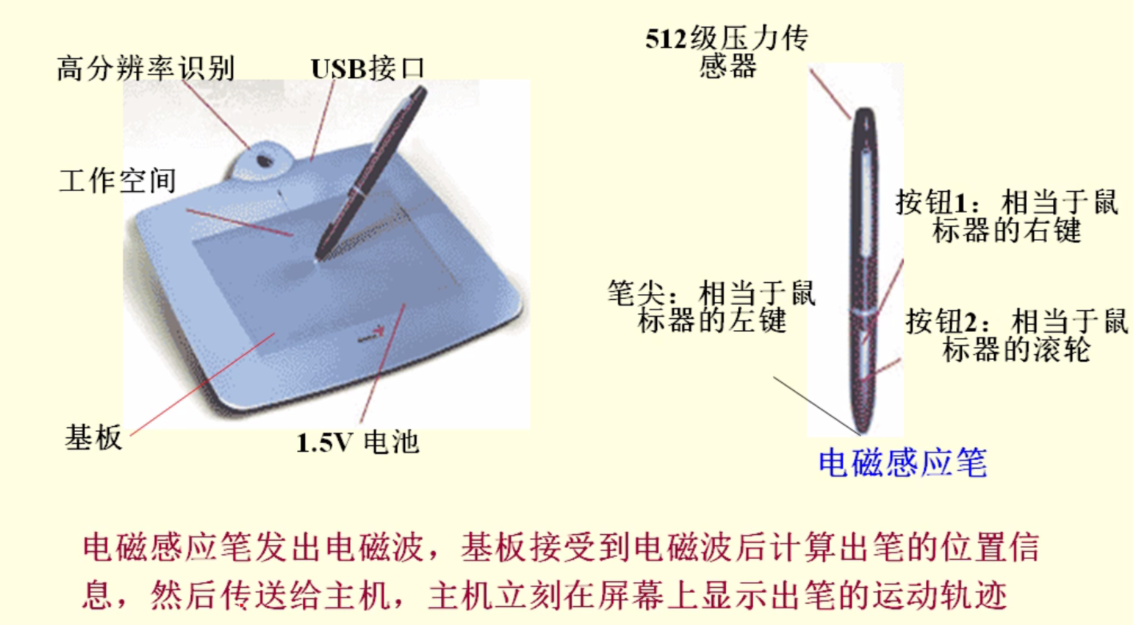 高分辨率识别
USB接口
工作空间
基板
1.5V 电池
512级压力传
感器
按钮1：相当于鼠
标器的右键
笔尖：相当于鼠
标器的左键
按钮2：相当于鼠
标器的滚轮
电磁感应笔
电磁感应笔发出电磁波，基板接受到电磁波后计算出笔的位置信
息，然后传送给主机，主机立刻在屏幕上显示出笔的运动轨迹